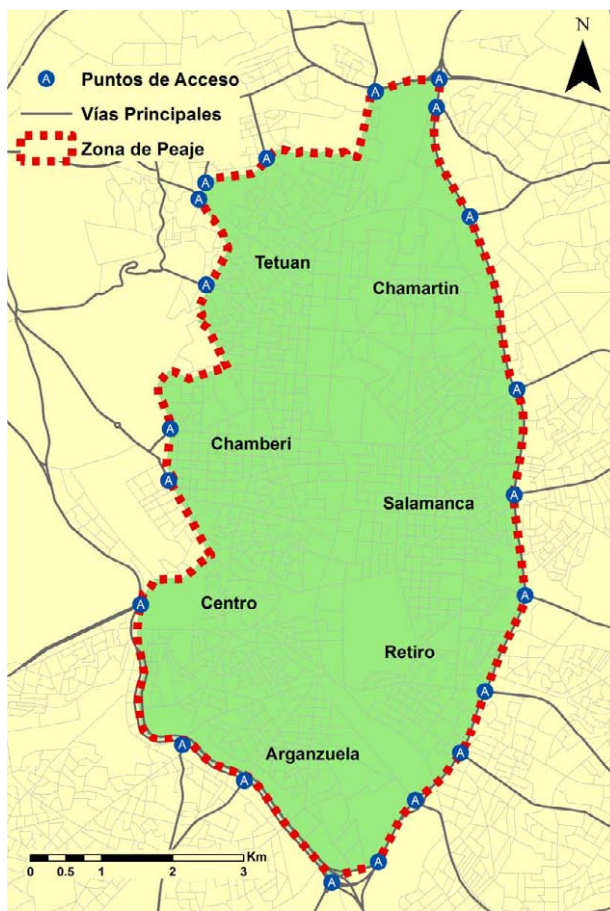 A Puntos de Acceso
Vías Principales
Zona de Peaje
N
A
A
A
A
A
A
A
A
Tetuan
A
Chamartin
A
A
Chamberi
A
A
Salamanca
A
A
Centro
Retiro
A
A
A
Arganzuela
A
A
A
A
Km
0 0.5 1 2 3